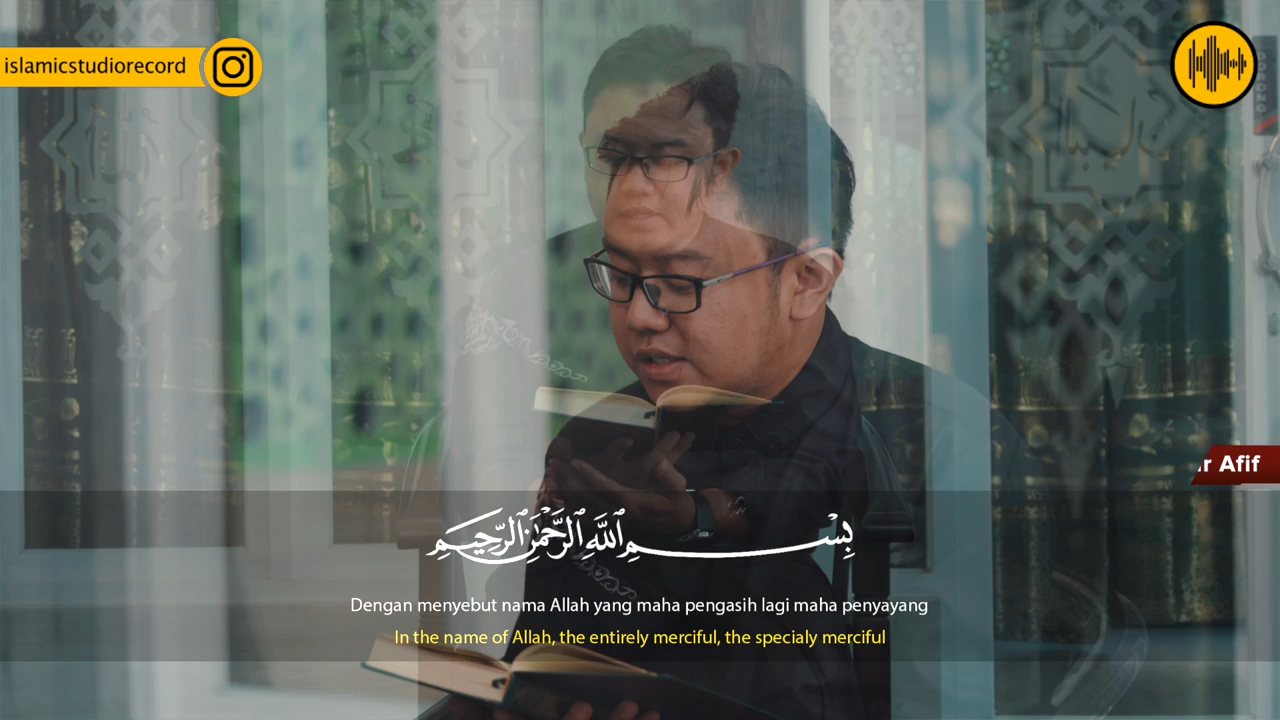 islamicstudiorecord
r Afif
بِسْــــــمِ ٱللَّهِ ٱلرَّحْمَٰنِ ٱلرَّحِيمِ
Dengan menyebut nama Allah yang maha pengasih lagi maha penyayang
In the name of Allah, the entirely merciful, the specialy merciful